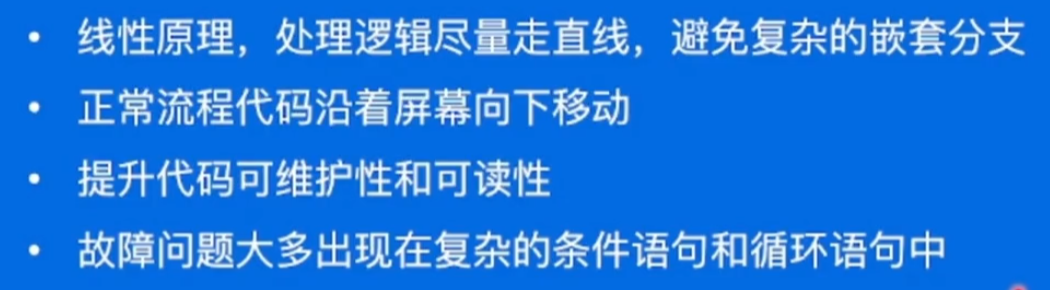 • 线性原理，处理逻辑尽量走直线，避免复杂的嵌套分支
• 正常流程代码沿着屏幕向下移动
• 提升代码可维护性和可读性
• 故障问题大多出现在复杂的条件语句和循环语句中